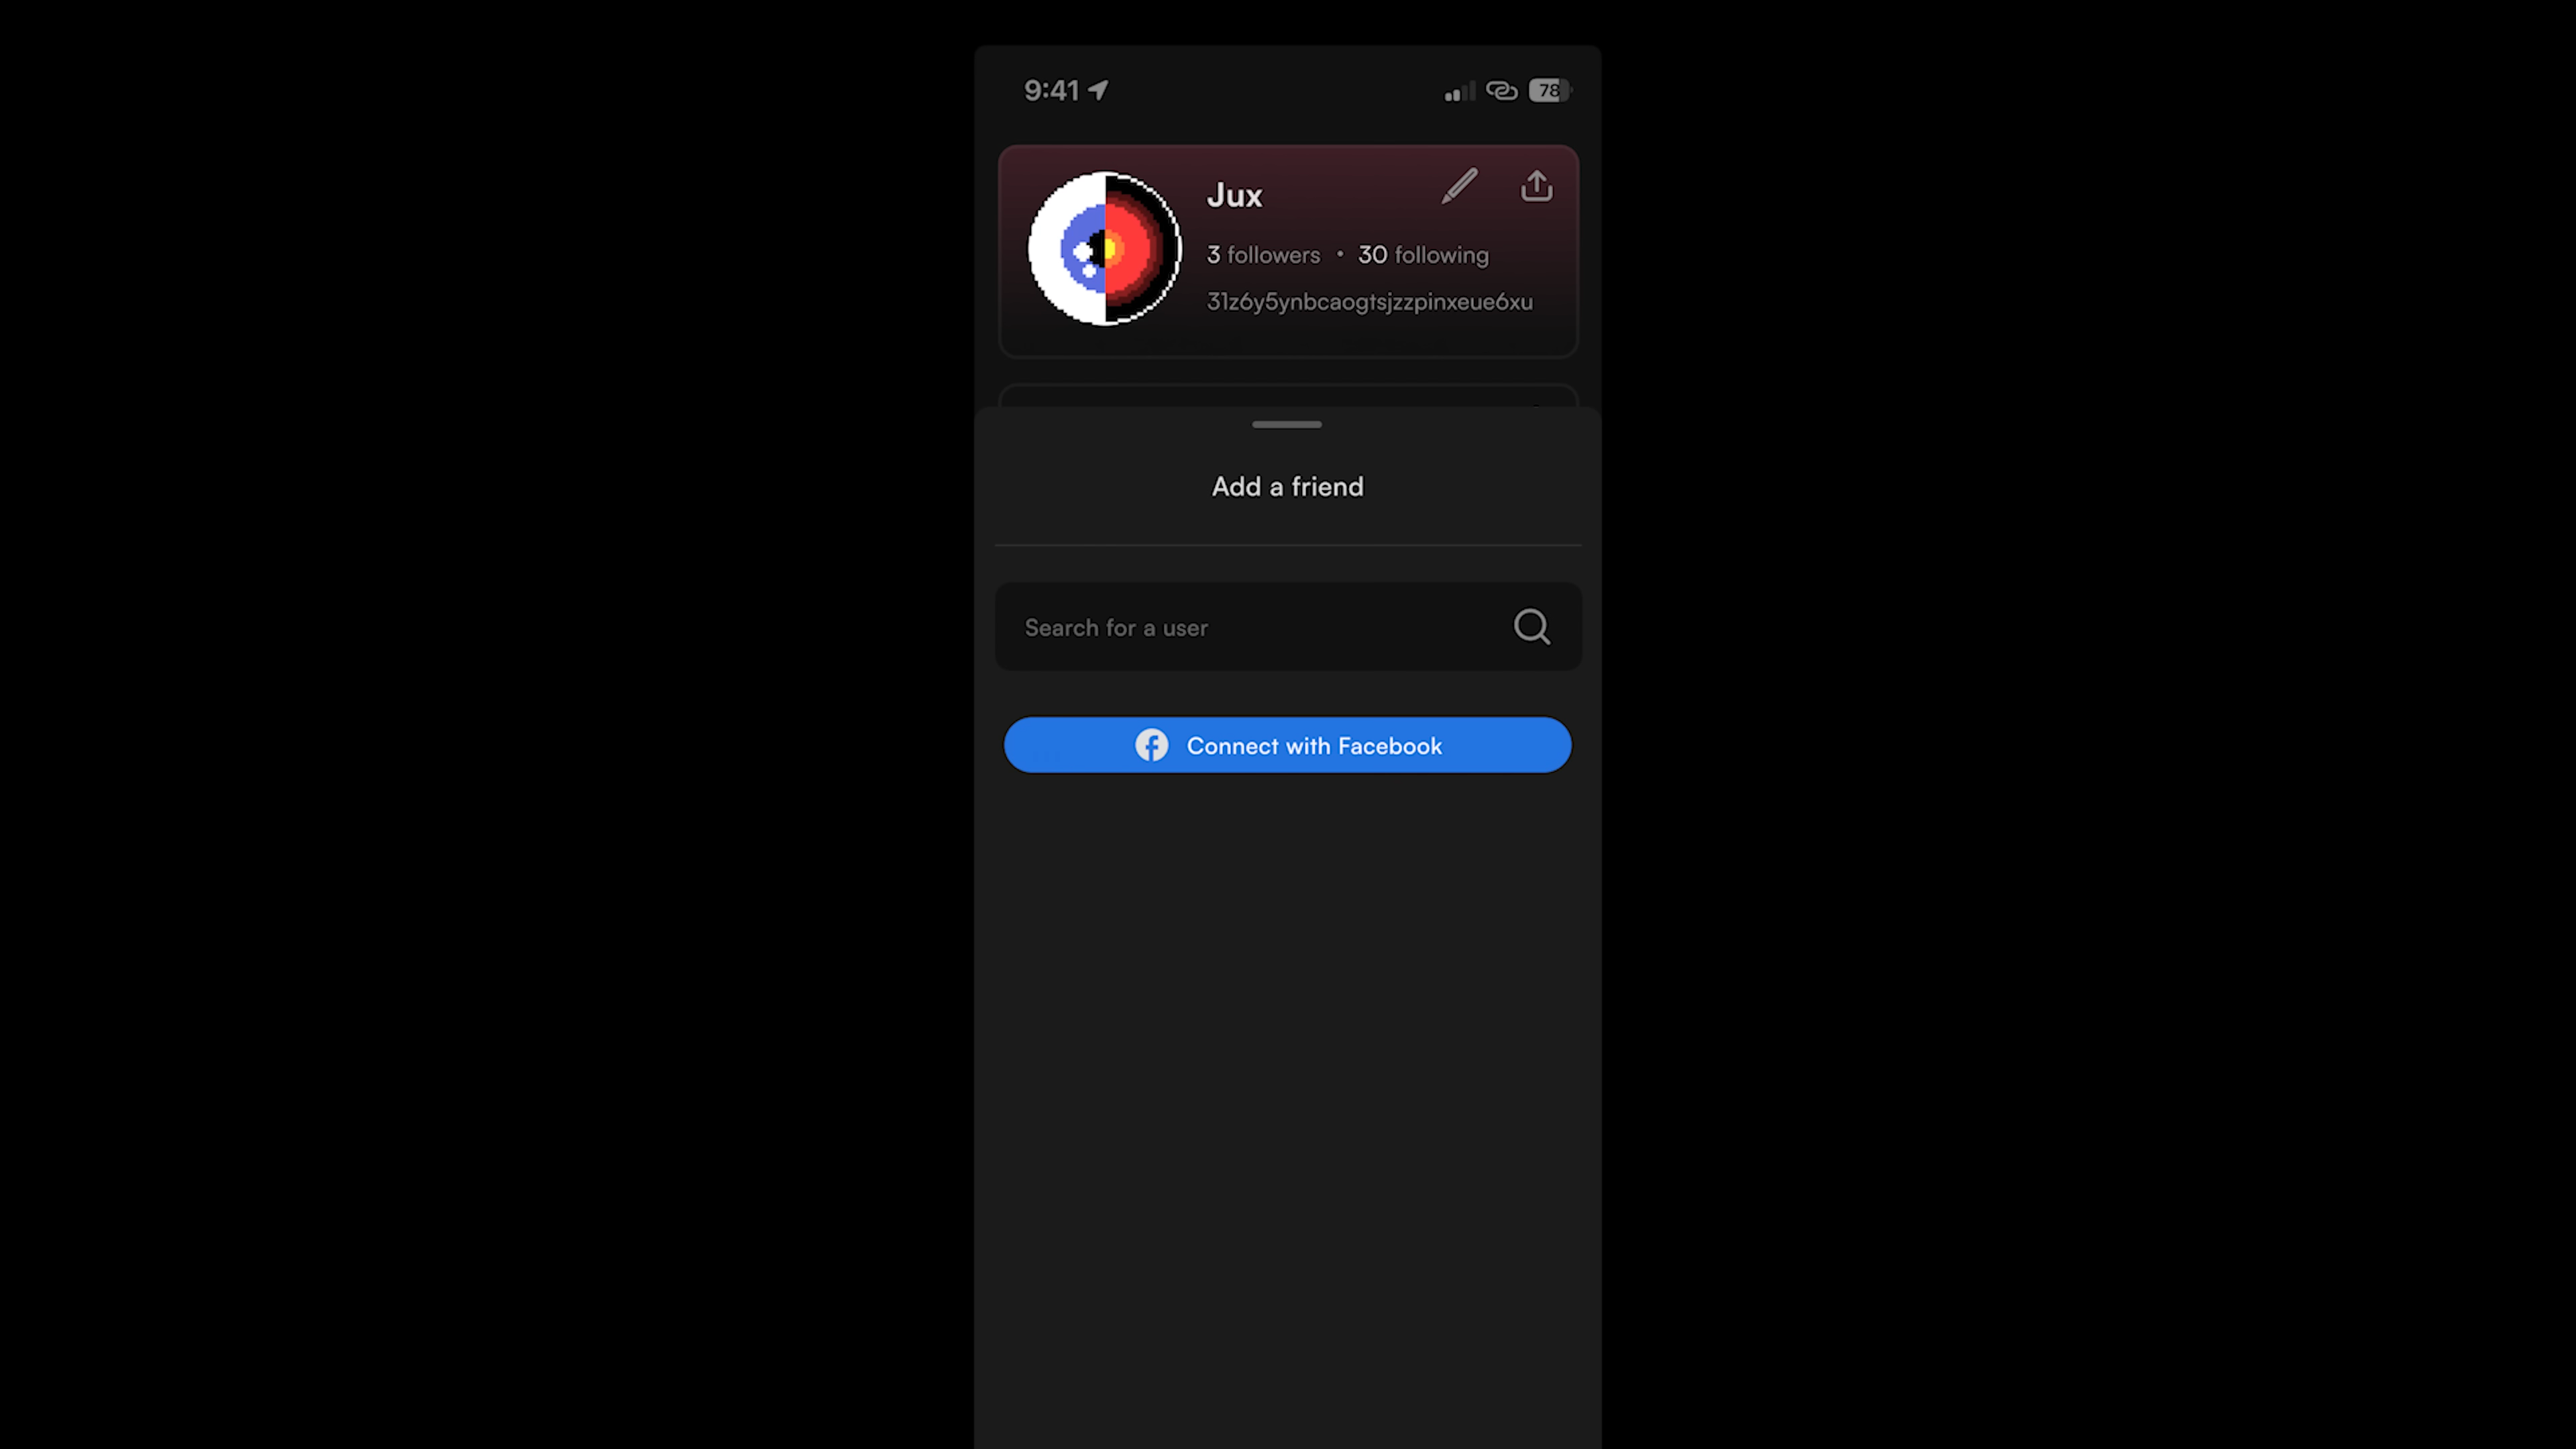 9:41
78
Jux
3 followers • 30 following
31z6y5ynbcaogtsjzzpinxeue6xu
Add a friend
Search for a user
Connect with Facebook